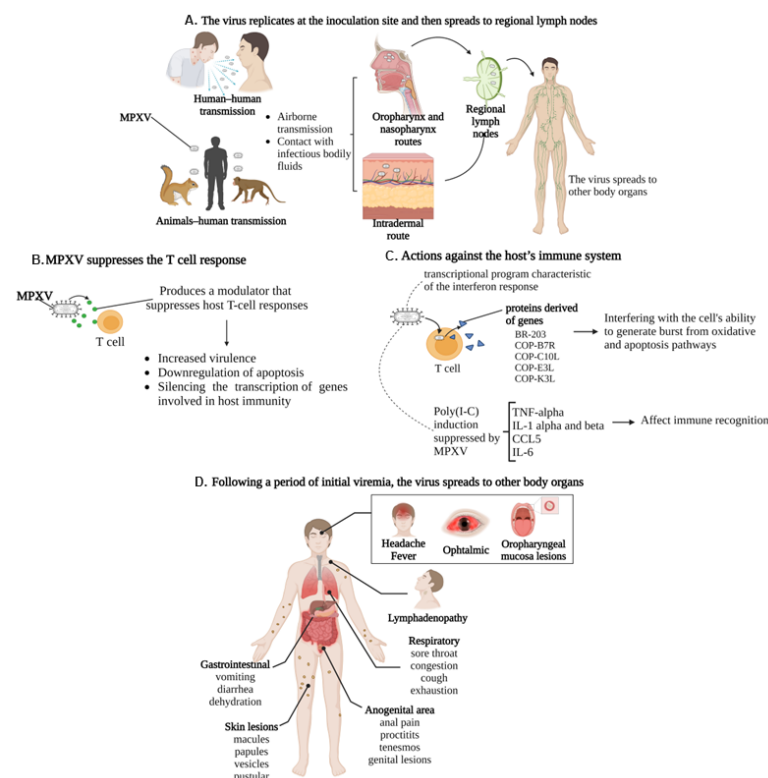 A. The virus replicates at the inoculation site and then spreads to regional lymph nodes
Human–human
transmission
MPXV
Animals–human transmission
• Airborne
transmission
• Contact with
infectious bodily
fluids
Oropharynx and
nasopharynx
routes
Intradermal
route
Regional
lymph
nodes
The virus spreads to
other body organs
B. MPXV suppresses the T cell response
MPXV
T cell
Produces a modulator that
suppresses host T-cell responses
• Increased virulence
• Downregulation of apoptosis
• Silencing the transcription of genes
involved in host immunity
C. Actions against the host's immune system
transcriptional program characteristic
of the interferon response
T cell
proteins derived
of genes
BR-203
COP-B7R
COP-C10L
COP-E3L
COP-K3L
Interfering with the cell's ability
to generate burst from oxidative
and apoptosis pathways
Poly(I-C)
induction
suppressed by
MPXV
TNF-alpha
IL-1 alpha and beta
CCL5
IL-6
Affect immune recognition
D. Following a period of initial viremia, the virus spreads to other body organs
Headache
Fever
Ophtalmic
Oropharyngeal
mucosa lesions
Lymphadenopathy
Respiratory
sore throat
congestion
cough
exhaustion
Gastrointestinal
vomiting
diarrhea
dehydration
Anogenital area
anal pain
proctitits
tenesmos
genital lesions
Skin lesions
macules
papules
vesicles
pustular